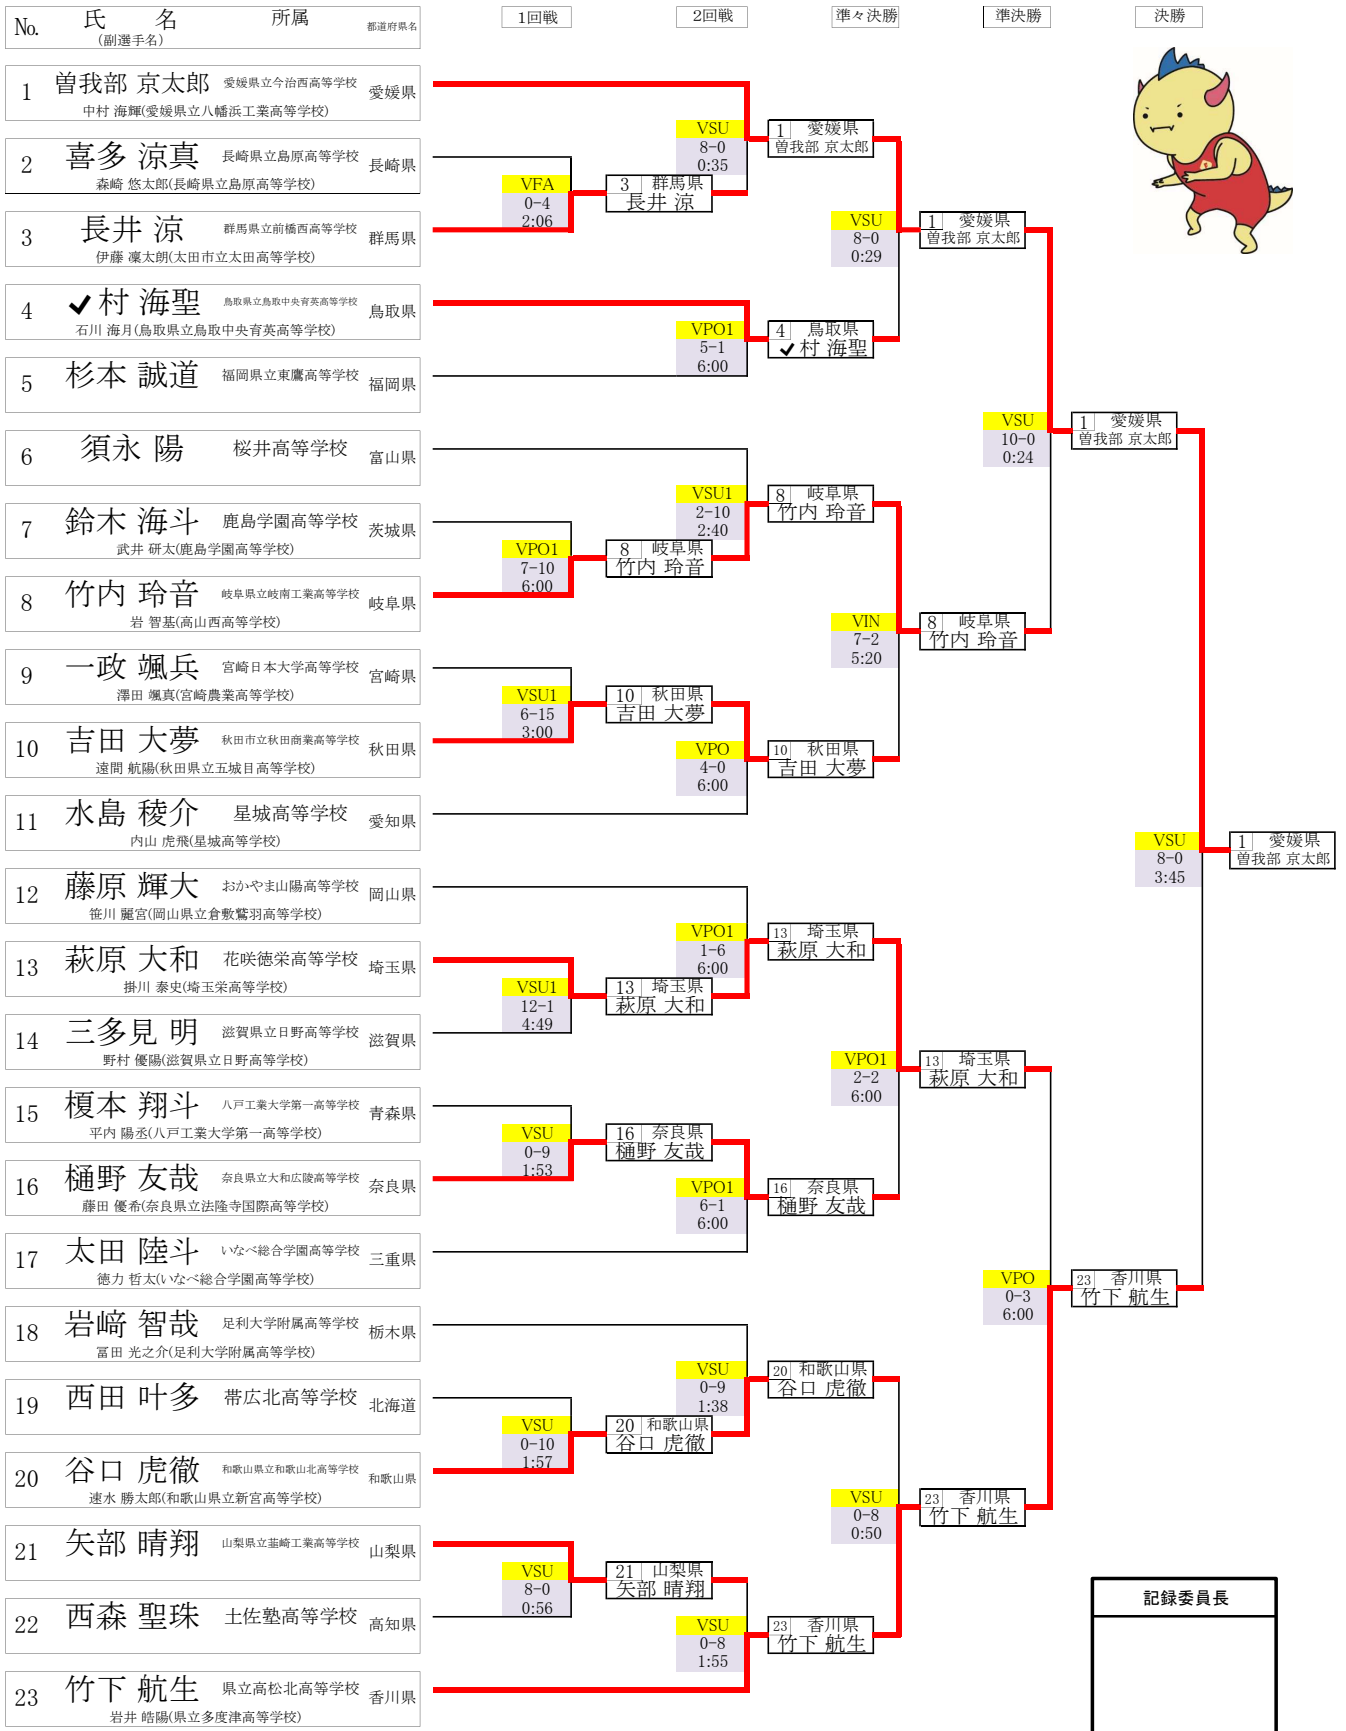 No. 氏 名 所属 都道府県名 1回戦 2回戦 準々決勝 準決勝 決勝
(副選手名)
1 曽我部 京太郎 愛媛県立今治西高等学校 愛媛県
中村 海輝(愛媛県立八幡浜工業高等学校)
VSU
8-0
0:35
1 愛媛県
曽我部 京太郎
2 喜多 涼真 長崎県立島原高等学校 長崎県
森崎 悠太郎(長崎県立島原高等学校)
VFA
0-4
2:06
3 群馬県
長井 涼
3 長井 涼 群馬県立前橋西高等学校 群馬県
伊藤 凜太朗(太田市立太田高等学校)
VSU
8-0
0:29
1 愛媛県
曽我部 京太郎
4 ✓村 海聖 鳥取県立鳥取中央育英高等学校 鳥取県
石川 海月(鳥取県立鳥取中央育英高等学校)
VPO1
5-1
6:00
4 鳥取県
✓村 海聖
5 杉本 誠道 福岡県立東鷹高等学校 福岡県
VSU
10-0
0:24
1 愛媛県
曽我部 京太郎
6 須永 陽 桜井高等学校 富山県
VSU1
2-10
2:40
8 岐阜県
竹内 玲音
7 鈴木 海斗 鹿島学園高等学校 茨城県
武井 研太(鹿島学園高等学校)
VPO1
7-10
6:00
8 岐阜県
竹内 玲音
8 竹内 玲音 岐阜県立岐南工業高等学校 岐阜県
岩 智基(高山西高等学校)
VIN
7-2
5:20
8 岐阜県
竹内 玲音
9 一政 颯兵 宮崎日本大学高等学校 宮崎県
澤田 颯真(宮崎農業高等学校)
VSU1
6-15
3:00
10 秋田県
吉田 大夢
10 吉田 大夢 秋田市立秋田商業高等学校 秋田県
遠間 航陽(秋田県立五城目高等学校)
VPO
4-0
6:00
10 秋田県
吉田 大夢
11 水島 稜介 星城高等学校 愛知県
内山 虎飛(星城高等学校)
VSU
8-0
3:45
1 愛媛県
曽我部 京太郎
12 藤原 輝大 おかやま山陽高等学校 岡山県
笹川 麗宮(岡山県立倉敷鷲羽高等学校)
VPO1
1-6
6:00
13 埼玉県
萩原 大和
13 萩原 大和 花咲徳栄高等学校 埼玉県
掛川 泰史(埼玉栄高等学校)
VSU1
12-1
4:49
13 埼玉県
萩原 大和
14 三多見 明 滋賀県立日野高等学校 滋賀県
野村 優陽(滋賀県立日野高等学校)
VPO1
2-2
6:00
13 埼玉県
萩原 大和
15 榎本 翔斗 八戸工業大学第一高等学校 青森県
平内 陽丞(八戸工業大学第一高等学校)
VSU
0-9
1:53
16 奈良県
樋野 友哉
16 樋野 友哉 奈良県立大和広陵高等学校 奈良県
藤田 優希(奈良県立法隆寺国際高等学校)
VPO1
6-1
6:00
16 奈良県
樋野 友哉
17 太田 陸斗 いなべ総合学園高等学校 三重県
徳力 哲太(いなべ総合学園高等学校)
VPO
0-3
6:00
23 香川県
竹下 航生
18 岩﨑 智哉 足利大学附属高等学校 栃木県
冨田 光之介(足利大学附属高等学校)
VSU
0-9
1:38
20 和歌山県
谷口 虎徹
19 西田 叶多 帯広北高等学校 北海道
VSU
0-10
1:57
20 和歌山県
谷口 虎徹
20 谷口 虎徹 和歌山県立和歌山北高等学校 和歌山県
速水 勝太郎(和歌山県立新宮高等学校)
VSU
0-8
0:50
23 香川県
竹下 航生
21 矢部 晴翔 山梨県立韮崎工業高等学校 山梨県
VSU
8-0
0:56
21 山梨県
矢部 晴翔
22 西森 聖珠 土佐塾高等学校 高知県
VSU
0-8
1:55
23 香川県
竹下 航生
23 竹下 航生 県立高松北高等学校 香川県
岩井 皓陽(県立多度津高等学校)
記録委員長